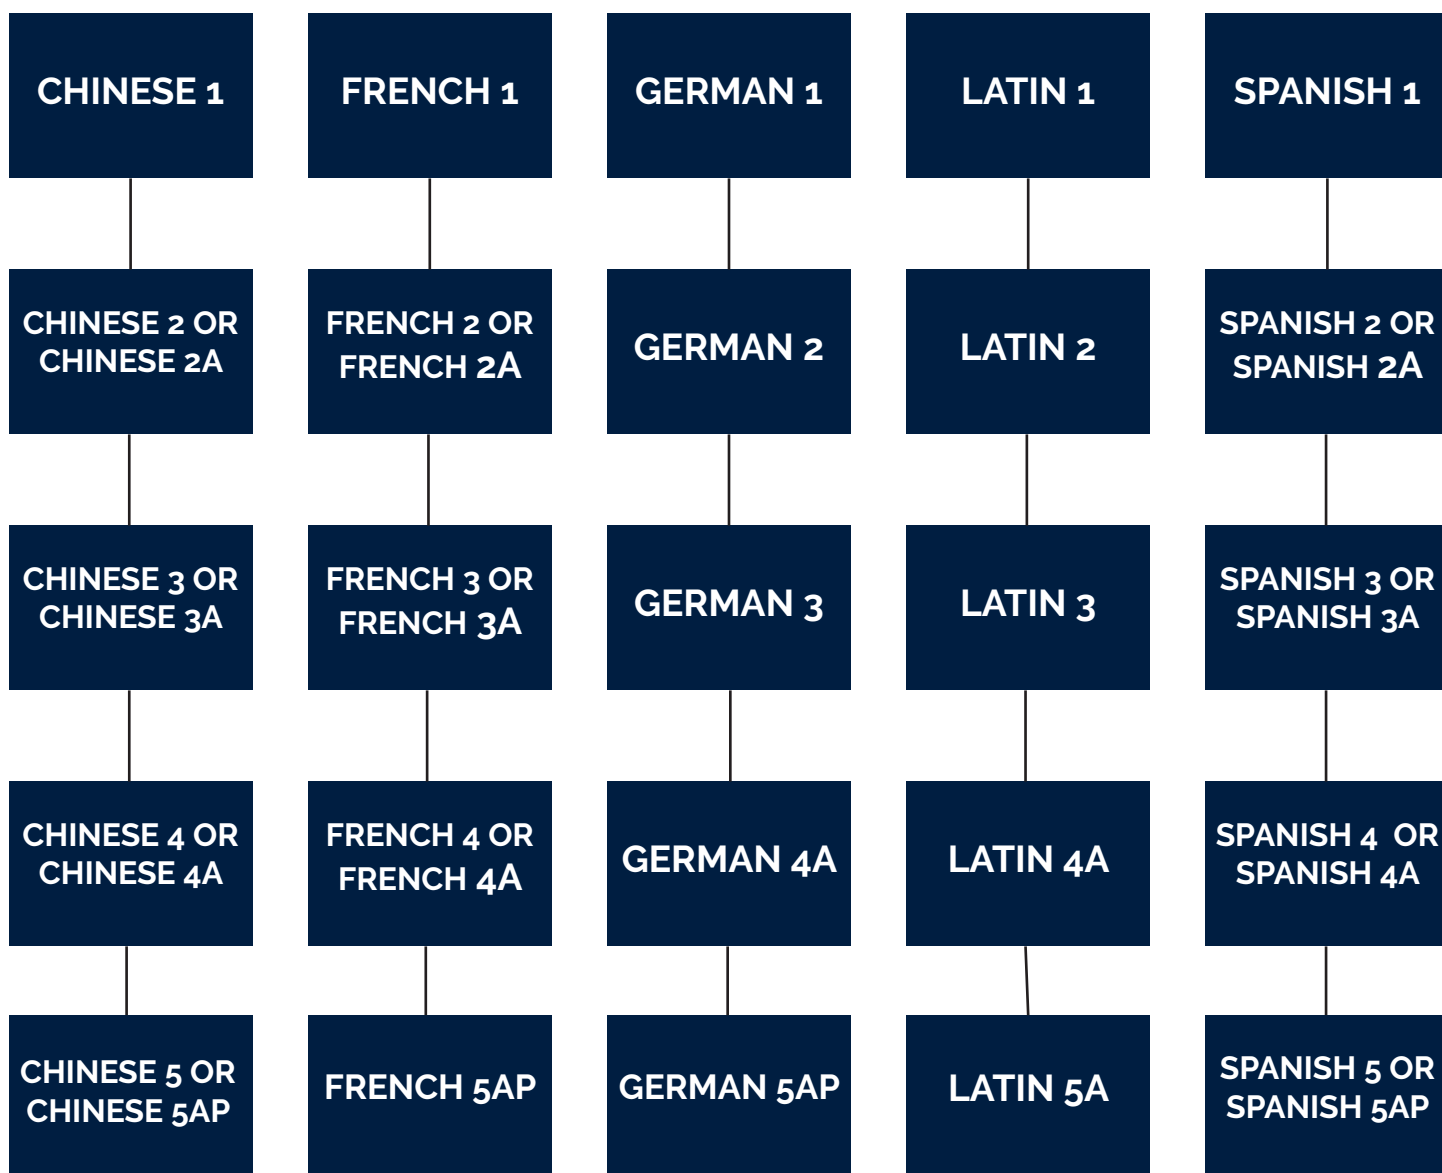 CHINESE 1
FRENCH 1
GERMAN 1
LATIN 1
SPANISH 1
CHINESE 2 OR
CHINESE 2A
FRENCH 2 OR
FRENCH 2A
GERMAN 2
LATIN 2
SPANISH 2 OR
SPANISH 2A
CHINESE 3 OR
CHINESE 3A
FRENCH 3 OR
FRENCH 3A
GERMAN 3
LATIN 3
SPANISH 3 OR
SPANISH 3A
CHINESE 4 OR
CHINESE 4A
FRENCH 4 OR
FRENCH 4A
GERMAN 4A
LATIN 4A
SPANISH 4 OR
SPANISH 4A
CHINESE 5 OR
CHINESE 5AP
FRENCH 5AP
GERMAN 5AP
LATIN 5A
SPANISH 5 OR
SPANISH 5AP